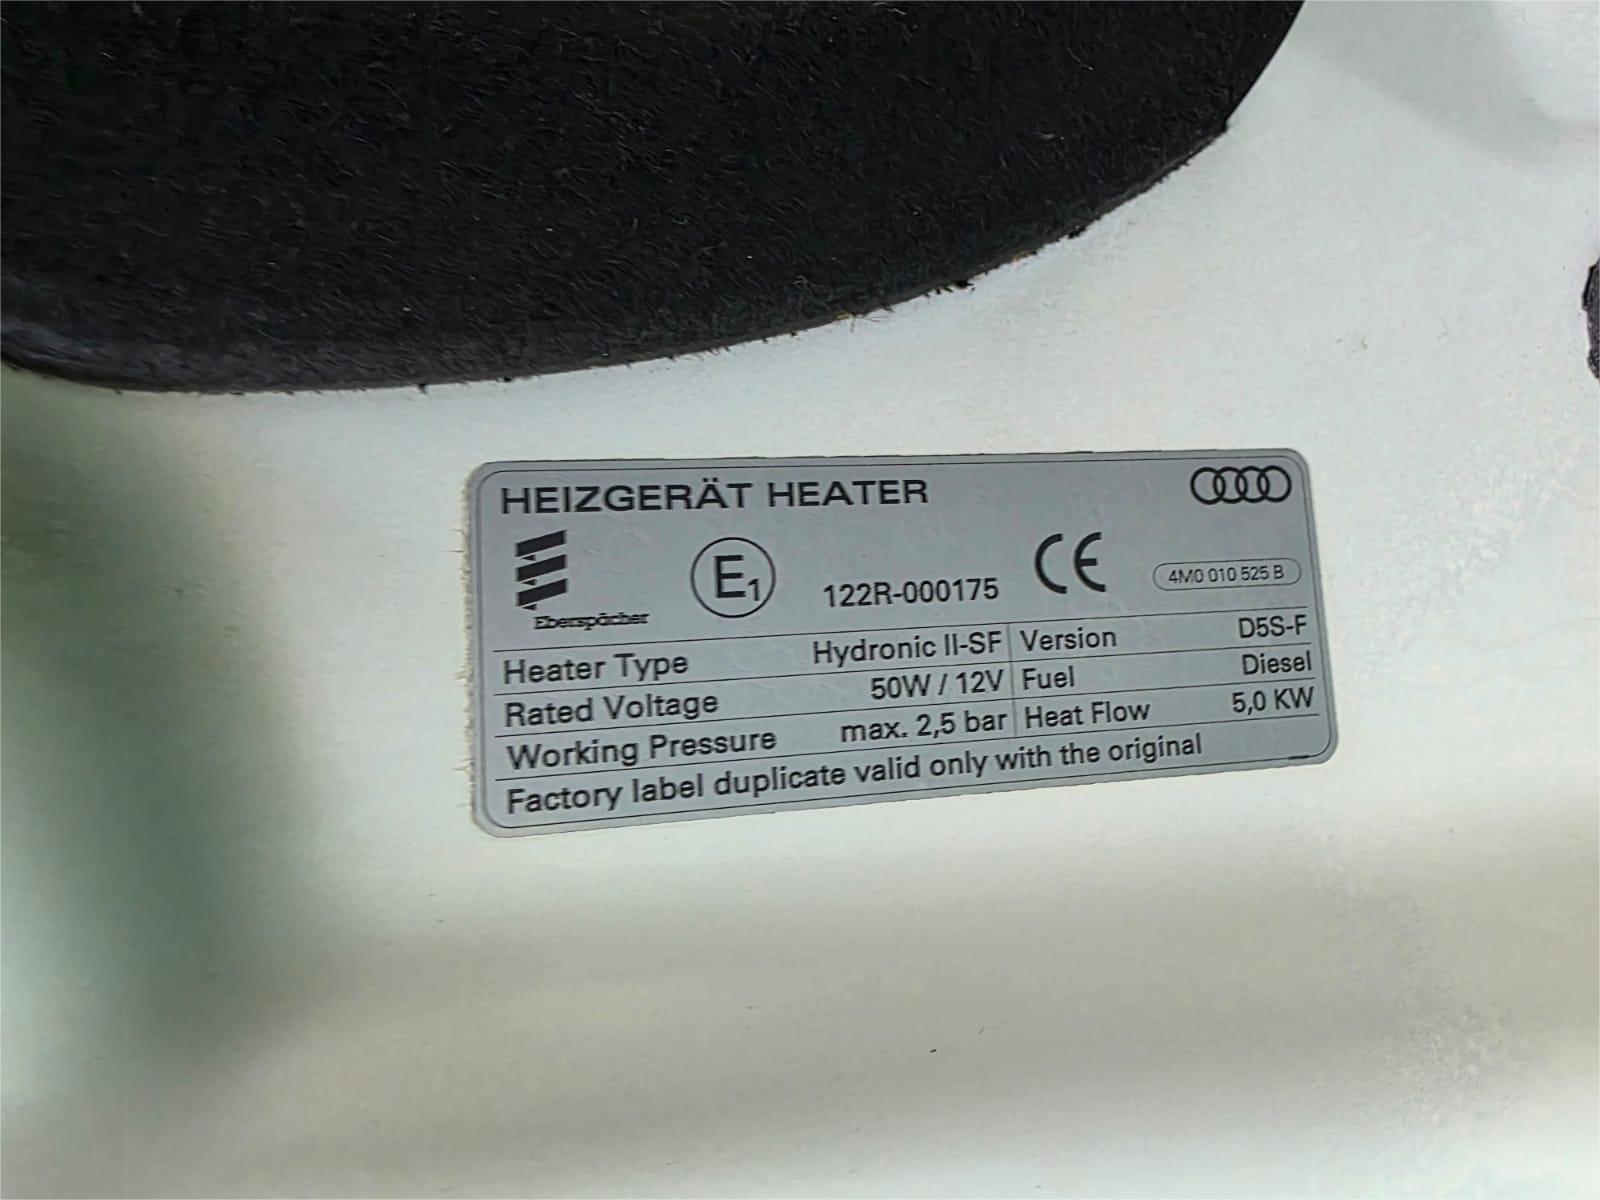 HEIZGERÄT HEATER
Eberspächer
E1
122R-000175
CE
4M0 010 525 B
Heater Type Hydronic II-SF Version D5S-F
Rated Voltage 50W / 12V Fuel Diesel
Working Pressure max. 2,5 bar Heat Flow 5,0 KW
Factory label duplicate valid only with the original